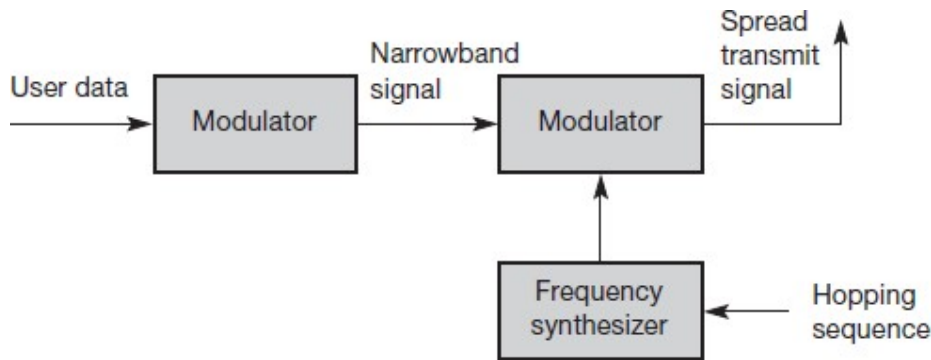 User data
Modulator
Narrowband
signal
Modulator
Spread
transmit
signal
Frequency
synthesizer
Hopping
sequence